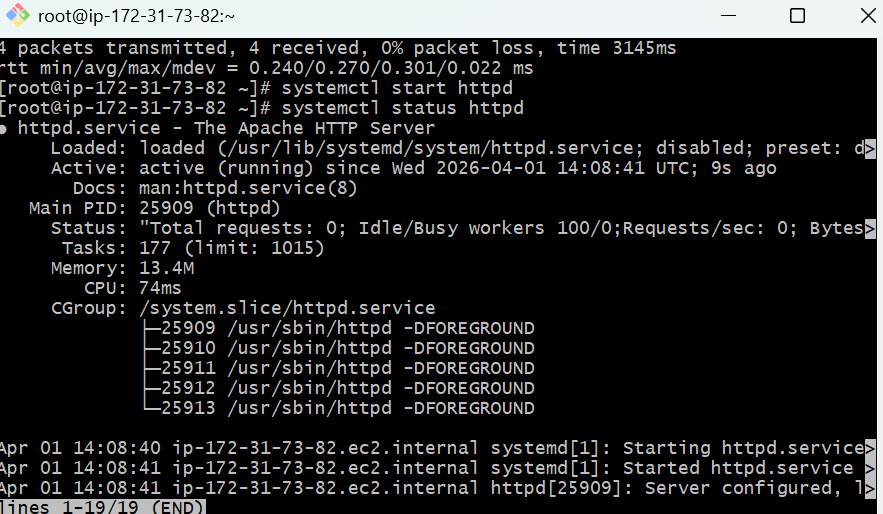 root@ip-172-31-73-82:~
4 packets transmitted, 4 received, 0% packet loss, time 3145ms
rtt min/avg/max/mdev = 0.240/0.270/0.301/0.022 ms
[root@ip-172-31-73-82 ~]# systemctl start httpd
[root@ip-172-31-73-82 ~]# systemctl status httpd
● httpd.service - The Apache HTTP Server
     Loaded: loaded (/usr/lib/systemd/system/httpd.service; disabled; preset: d>
     Active: active (running) since Wed 2026-04-01 14:08:41 UTC; 9s ago
       Docs: man:httpd.service(8)
   Main PID: 25909 (httpd)
     Status: "Total requests: 0; Idle/Busy workers 100/0;Requests/sec: 0; Bytes>
      Tasks: 177 (limit: 1015)
     Memory: 13.4M
        CPU: 74ms
     CGroup: /system.slice/httpd.service
             ├─25909 /usr/sbin/httpd -DFOREGROUND
             ├─25910 /usr/sbin/httpd -DFOREGROUND
             ├─25911 /usr/sbin/httpd -DFOREGROUND
             ├─25912 /usr/sbin/httpd -DFOREGROUND
             └─25913 /usr/sbin/httpd -DFOREGROUND
Apr 01 14:08:40 ip-172-31-73-82.ec2.internal systemd[1]: Starting httpd.service>
Apr 01 14:08:41 ip-172-31-73-82.ec2.internal systemd[1]: Started httpd.service >
Apr 01 14:08:41 ip-172-31-73-82.ec2.internal httpd[25909]: Server configured, l>
lines 1-19/19 (END)